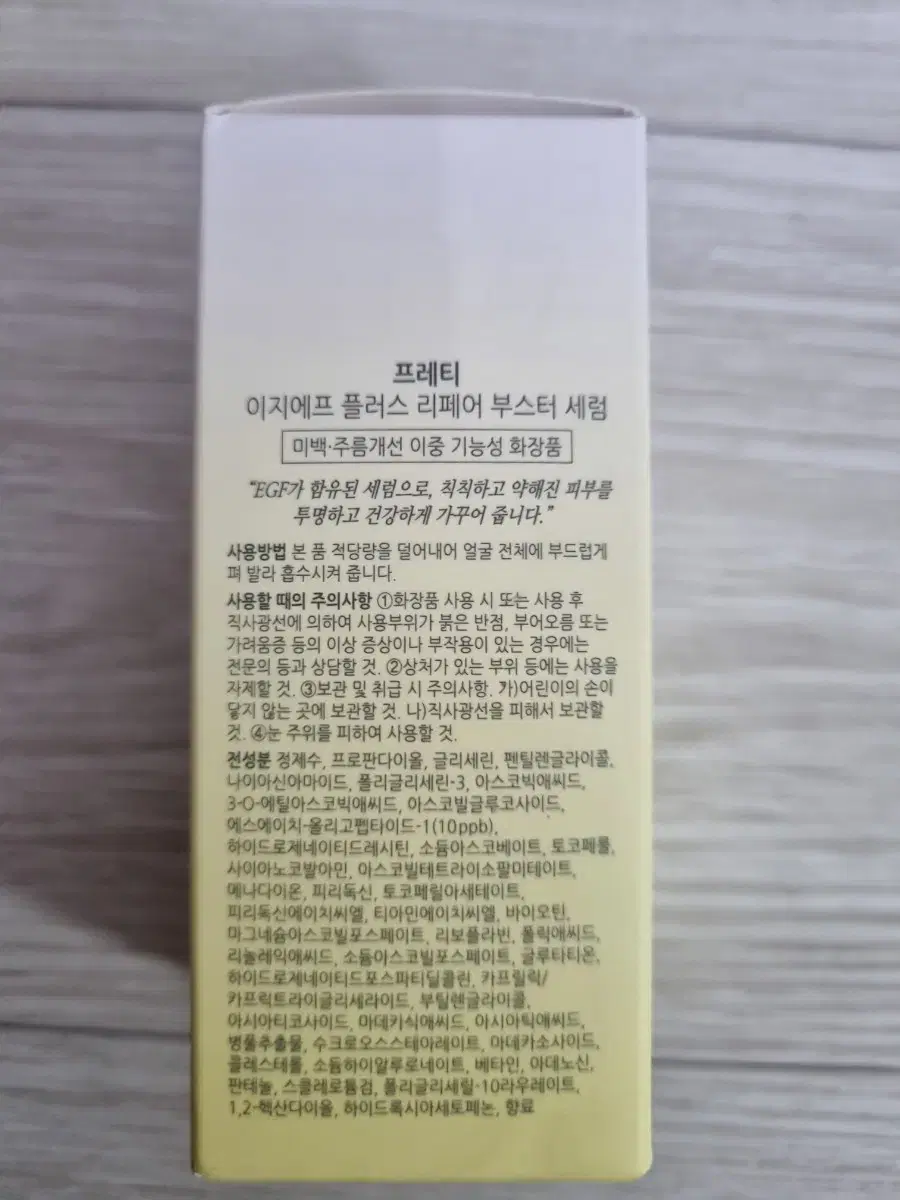 프레티
이지에프 플러스 리페어 부스터 세럼
미백·주름개선 이중 기능성 화장품
“EGF가 함유된 세럼으로, 칙칙하고 약해진 피부를
투명하고 건강하게 가꾸어 줍니다.”
사용방법 본 품 적당량을 덜어내어 얼굴 전체에 부드럽게
펴 발라 흡수시켜 줍니다.
사용할 때의 주의사항 ①화장품 사용 시 또는 사용 후
직사광선에 의하여 사용부위가 붉은 반점, 부어오름 또는
가려움증 등의 이상 증상이나 부작용이 있는 경우에는
전문의 등과 상담할 것. ②상처가 있는 부위 등에는 사용을
자제할 것. ③보관 및 취급 시 주의사항. 가)어린이의 손이
닿지 않는 곳에 보관할 것. 나)직사광선을 피해서 보관할
것. ④눈 주위를 피하여 사용할 것.
전성분 정제수, 프로판다이올, 글리세린, 펜틸렌글라이콜,
나이아신아마이드, 폴리글리세린-3, 아스코빅애씨드,
3-O-에틸아스코빅애씨드, 아스코빌글루코사이드,
에스에이치-올리고펩타이드-1(10ppb),
하이드로제네이티드레시틴, 소듐아스코베이트, 토코페롤,
사이아노코발아민, 아스코빌테트라이소팔미테이트,
메나다이온, 피리독신, 토코페릴아세테이트,
피리독신에이치씨엘, 티아민에이치씨엘, 바이오틴,
마그네슘아스코빌포스페이트, 리보플라빈, 폴릭애씨드,
리놀레익애씨드, 소듐아스코빌포스페이트, 글루타티온,
하이드로제네이티드포스파티딜콜린, 카프릴릭/
카프릭트라이글리세라이드, 부틸렌글라이콜,
아시아티코사이드, 마데카식애씨드, 아시아틱애씨드,
병풀추출물, 수크로오스스테아레이트, 마데카소사이드,
콜레스테롤, 소듐하이알루로네이트, 베타인, 아데노신,
판테놀, 스클레로튬검, 폴리글리세릴-10라우레이트,
1,2-헥산다이올, 하이드록시아세토페논, 향료